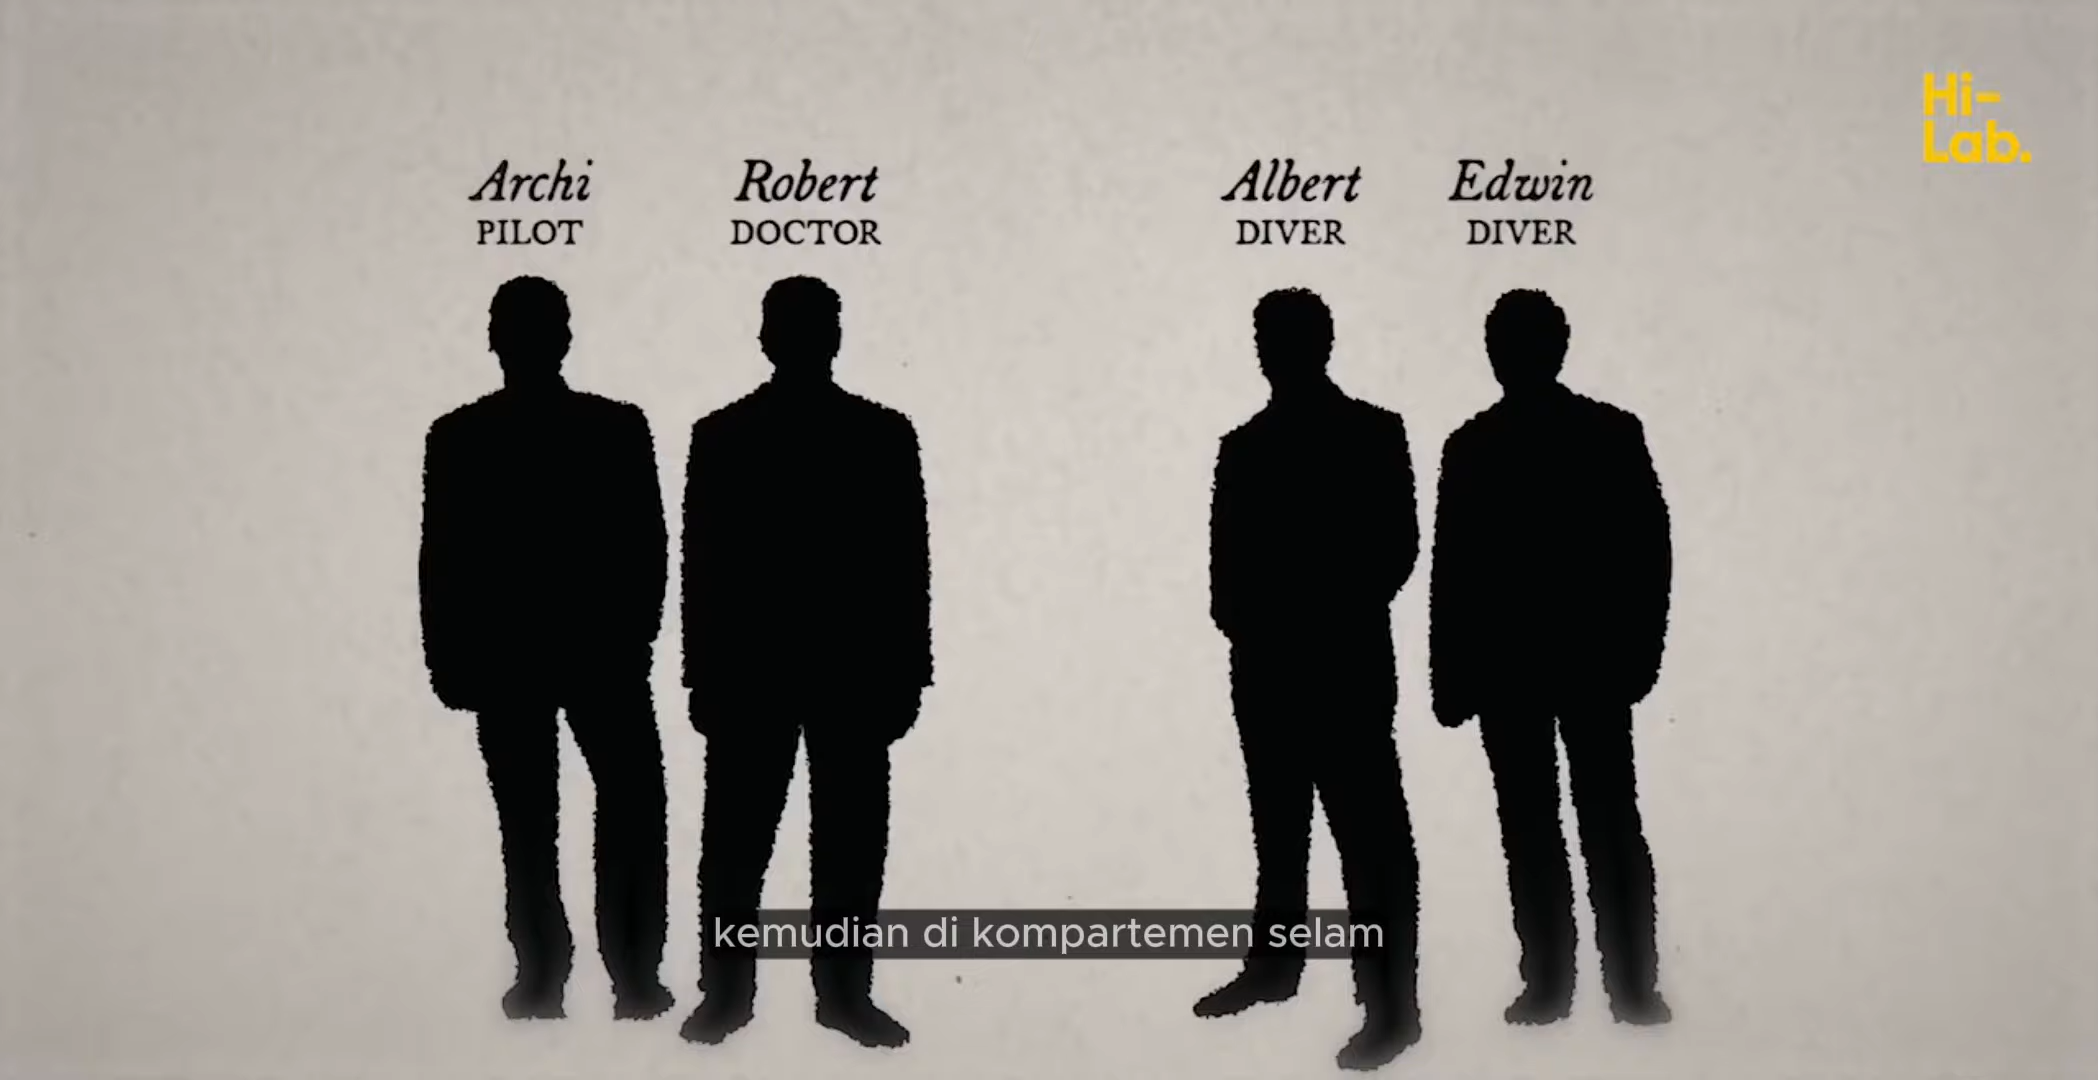 Hi-
Lab.
Archi
PILOT
Robert
DOCTOR
Albert
DIVER
Edwin
DIVER
kemudian di kompartemen selam